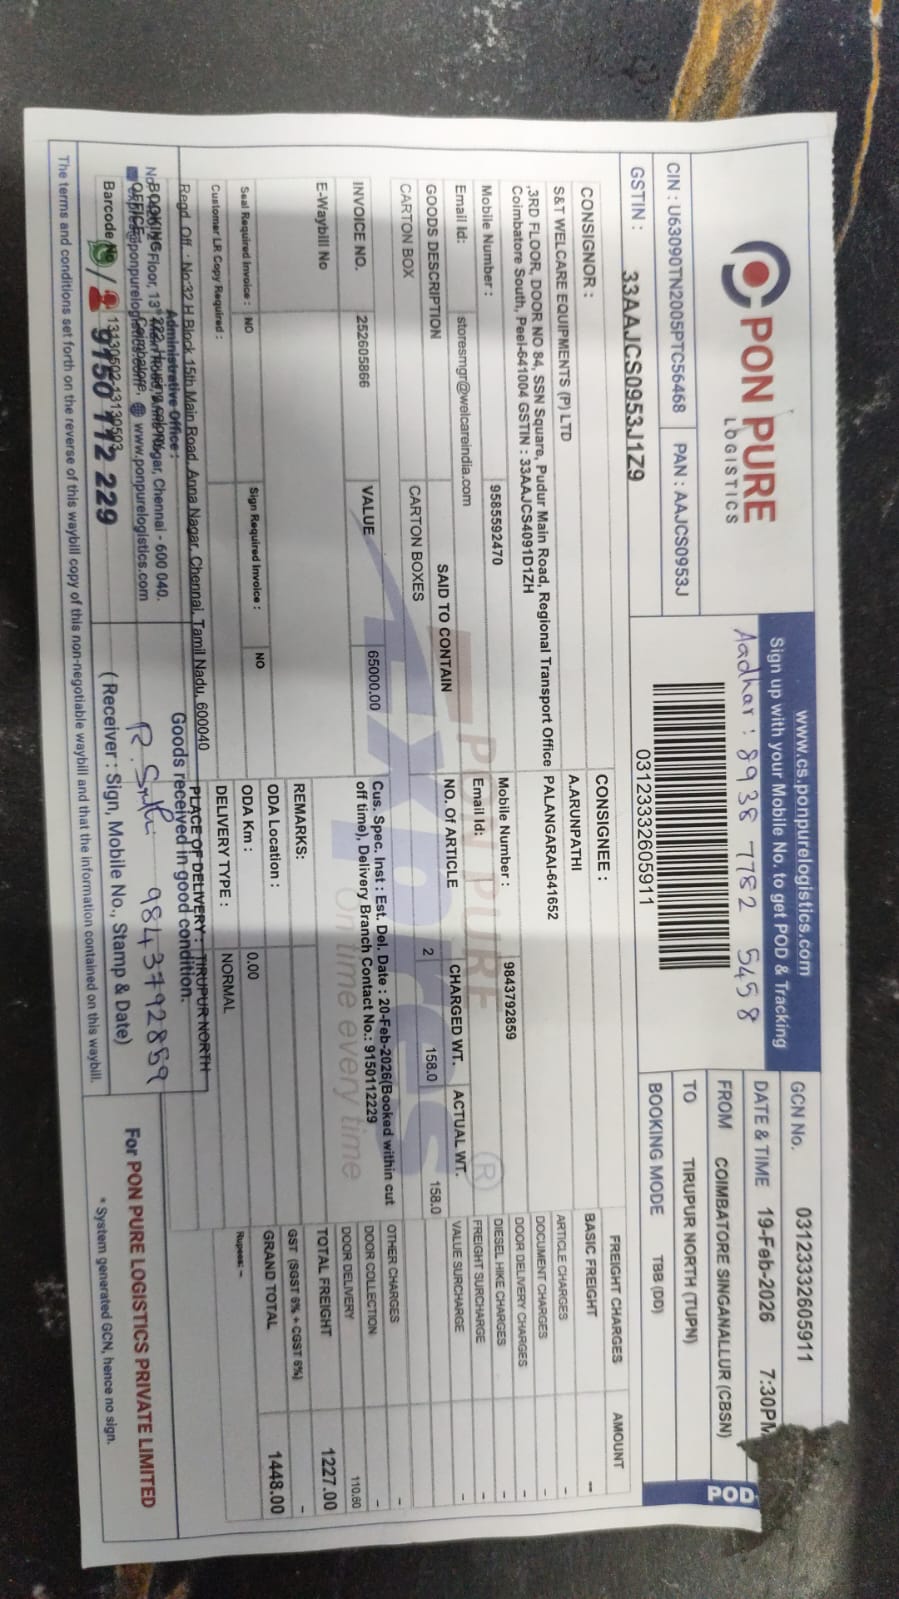 PON PURE
LOGISTICS
www.cs.ponpurelogistics.com
Sign up with your Mobile No. to get POD & Tracking
Aadhar : 8938 7782 5458
03123332605911
CIN : U63090TN2005PTC56468 PAN : AAJCS0953J
GSTIN : 33AAJCS0953J1Z9
GCN No. 03123332605911
DATE & TIME 19-Feb-2026 7:30PM
FROM COIMBATORE SINGANALLUR (CBSN)
TO TIRUPUR NORTH (TUPN)
BOOKING MODE TBB (DD)
POD
CONSIGNOR :
S&T WELCARE EQUIPMENTS (P) LTD
,3RD FLOOR, DOOR NO 84, SSN Square, Pudur Main Road, Regional Transport Office
Coimbatore South, Peel-641004 GSTIN : 33AAJCS4091D1ZH
Mobile Number : 9585592470
Email Id: storesmgr@welcareindia.com
CONSIGNEE :
A.ARUNPATHI
PALANGARAI-641652
Mobile Number : 9843792859
Email Id:
GOODS DESCRIPTION SAID TO CONTAIN NO. Of ARTICLE CHARGED WT. ACTUAL WT.
CARTON BOX CARTON BOXES 2 158.0 158.0
INVOICE NO. 252605866 VALUE 65000.00
Cus. Spec. Inst : Est. Del. Date : 20-Feb-2026(Booked within cut
off time), Delivery Branch Contact No.: 9150112229
E-Waybill No
REMARKS:
Seal Required Invoice : NO Sign Required Invoice : NO
ODA Location :
ODA Km : 0.00
Customer LR Copy Required :
DELIVERY TYPE : NORMAL
PLACE OF DELIVERY : TIRUPUR NORTH
FREIGHT CHARGES AMOUNT
BASIC FREIGHT --
ARTICLE CHARGES -
DOCUMENT CHARGES -
DOOR DELIVERY CHARGES -
DIESEL HIKE CHARGES -
FREIGHT SURCHARGE -
VALUE SURCHARGE -
OTHER CHARGES -
DOOR COLLECTION -
DOOR DELIVERY 110.60
TOTAL FREIGHT 1227.00
GST (SGST 9% + CGST 9%) -
GRAND TOTAL 1448.00
Rupees: --
PON PURE
Express ®
On time every time
Regd. Off : No:32 H Block 15th Main Road, Anna Nagar, Chennai, Tamil Nadu, 600040
Administrative Office :
BOOKING
OFFICE
www.ponpurelogistics.com
Barcode No 13130502-13130503
9150 112 229
Goods received in good condition.
9843792859
( Receiver : Sign, Mobile No., Stamp & Date)
For PON PURE LOGISTICS PRIVATE LIMITED
* System generated GCN, hence no sign.
The terms and conditions set forth on the reverse of this waybill copy of this non-negotiable waybill and that the information contained on this waybill.